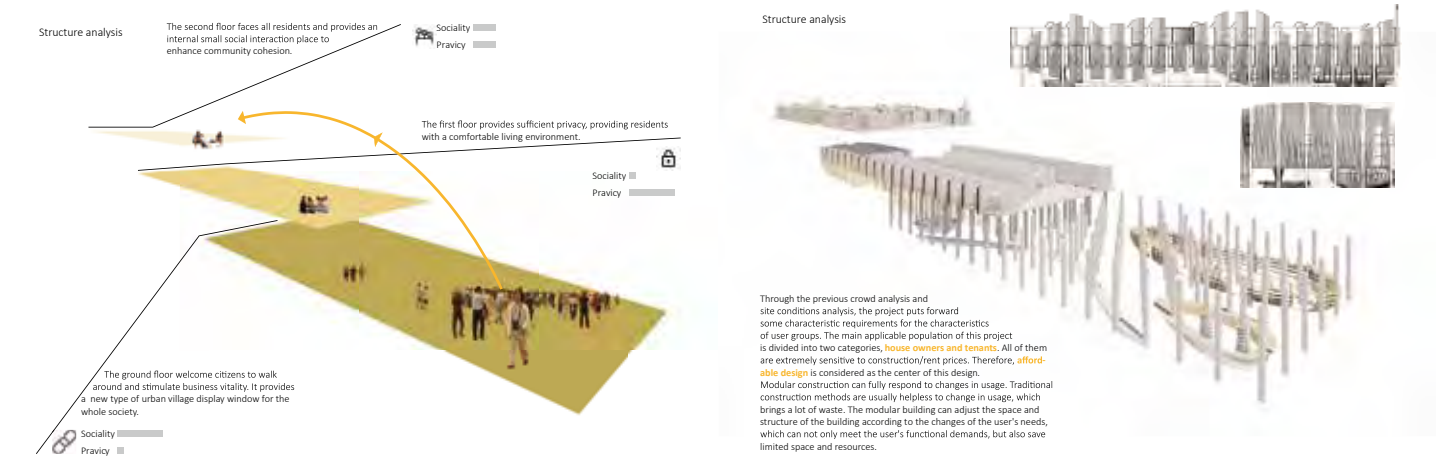 Structure analysis
The second floor faces all residents and provides an
internal small social interaction place to
enhance community cohesion.
Sociality
Pravicy
The first floor provides sufficient privacy, providing residents
with a comfortable living environment.
Sociality
Pravicy
The ground floor welcome citizens to walk
around and stimulate business vitality. It provides
a new type of urban village display window for the
whole society.
Sociality
Pravicy
Structure analysis
Through the previous crowd analysis and
site conditions analysis, the project puts forward
some characteristic requirements for the characteristics
of user groups. The main applicable population of this project
is divided into two categories, house owners and tenants. All of them
are extremely sensitive to construction/rent prices. Therefore, afford-
able design is considered as the center of this design.
Modular construction can fully respond to changes in usage. Traditional
construction methods are usually helpless to change in usage, which
brings a lot of waste. The modular building can adjust the space and
structure of the building according to the changes of the user's needs,
which can not only meet the user's functional demands, but also save
limited space and resources.